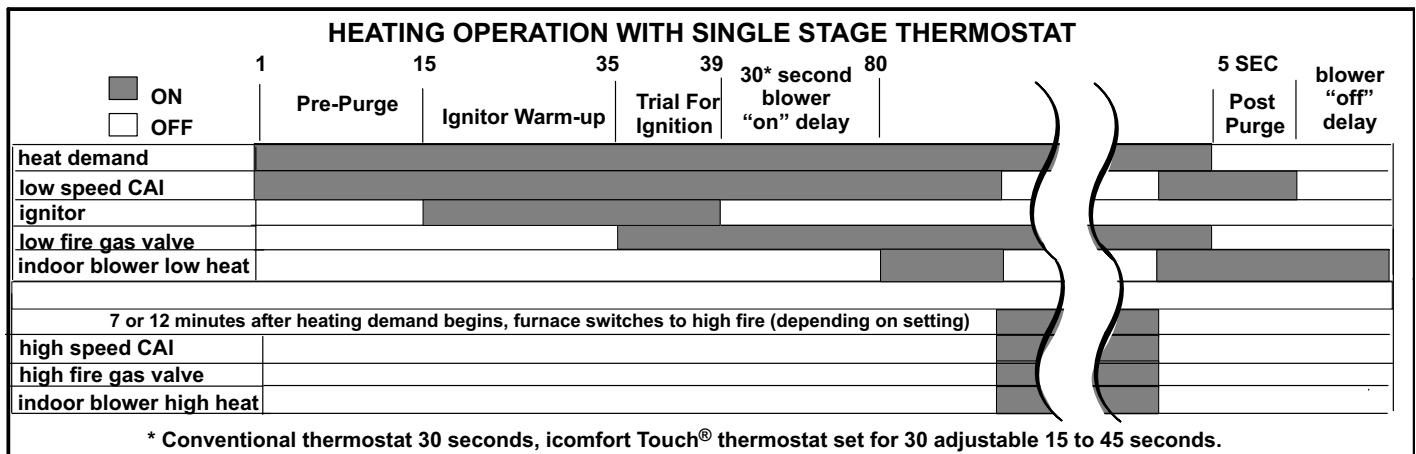 HEATING OPERATION WITH SINGLE STAGE THERMOSTAT
1 15 35 39 80 5 SEC
ON
OFF
Pre-Purge
Ignitor Warm-up
Trial For
Ignition
30* second
blower
“on” delay
Post
Purge
blower
“off”
delay
heat demand
low speed CAI
ignitor
low fire gas valve
indoor blower low heat
7 or 12 minutes after heating demand begins, furnace switches to high fire (depending on setting)
high speed CAI
high fire gas valve
indoor blower high heat
* Conventional thermostat 30 seconds, icomfort Touch® thermostat set for 30 adjustable 15 to 45 seconds.